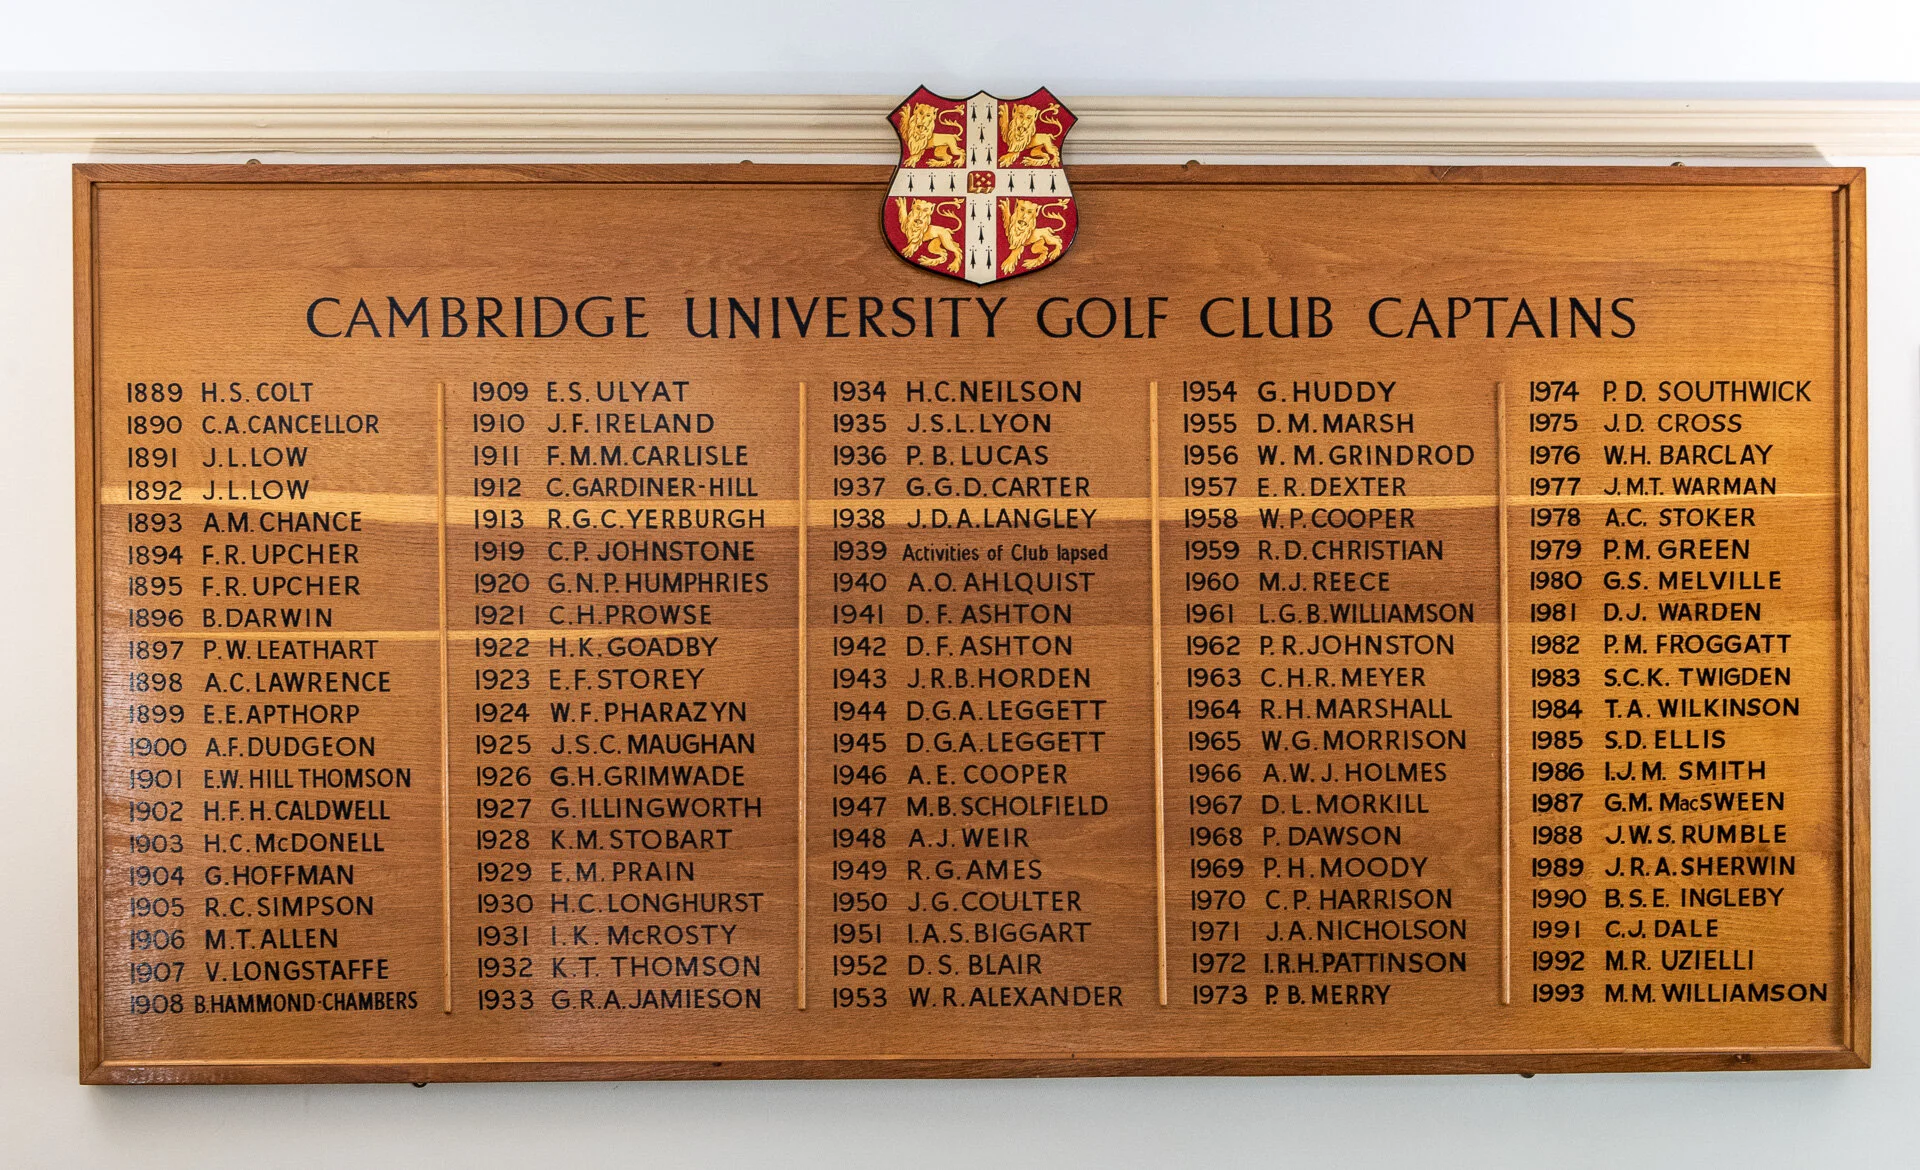 CAMBRIDGE UNIVERSITY GOLF CLUB CAPTAINS
1889 H.S. COLT
1890 C.A. CANCELLOR
1891 J.L. LOW
1892 J.L. LOW
1893 A.M. CHANCE
1894 F.R. UPCHER
1895 F.R. UPCHER
1896 B. DARWIN
1897 P.W. LEATHART
1898 A.C. LAWRENCE
1899 E.E. APTHORP
1900 A.F. DUDGEON
1901 E.W. HILL THOMSON
1902 H.F.H. CALDWELL
1903 H.C. McDONELL
1904 G. HOFFMAN
1905 R.C. SIMPSON
1906 M.T. ALLEN
1907 V. LONGSTAFFE
1908 B. HAMMOND-CHAMBERS
1909 E.S. ULYAT
1910 J.F. IRELAND
1911 F.M.M. CARLISLE
1912 C. GARDINER-HILL
1913 R.G.C. YERBURGH
1919 C.P. JOHNSTONE
1920 G.N.P. HUMPHRIES
1921 C.H. PROWSE
1922 H.K. GOADBY
1923 E.F. STOREY
1924 W.F. PHARAZYN
1925 J.S.C. MAUGHAN
1926 G.H. GRIMWADE
1927 G. ILLINGWORTH
1928 K.M. STOBART
1929 E.M. PRAIN
1930 H.C. LONGHURST
1931 I.K. McROSTY
1932 K.T. THOMSON
1933 G.R.A. JAMIESON
1934 H.C. NEILSON
1935 J.S.L. LYON
1936 P.B. LUCAS
1937 G.G.D. CARTER
1938 J.D.A. LANGLEY
1939 Activities of Club lapsed
1940 A.O. AHLQUIST
1941 D.F. ASHTON
1942 D.F. ASHTON
1943 J.R.B. HORDEN
1944 D.G.A. LEGGETT
1945 D.G.A. LEGGETT
1946 A.E. COOPER
1947 M.B. SCHOLFIELD
1948 A.J. WEIR
1949 R.G. AMES
1950 J.G. COULTER
1951 I.A.S. BIGGART
1952 D.S. BLAIR
1953 W.R. ALEXANDER
1954 G. HUDDY
1955 D.M. MARSH
1956 W.M. GRINDROD
1957 E.R. DEXTER
1958 W.P. COOPER
1959 R.D. CHRISTIAN
1960 M.J. REECE
1961 L.G.B. WILLIAMSON
1962 P.R. JOHNSTON
1963 C.H.R. MEYER
1964 R.H. MARSHALL
1965 W.G. MORRISON
1966 A.W.J. HOLMES
1967 D.L. MORKILL
1968 P. DAWSON
1969 P.H. MOODY
1970 C.P. HARRISON
1971 J.A. NICHOLSON
1972 I.R.H. PATTINSON
1973 P.B. MERRY
1974 P.D. SOUTHWICK
1975 J.D. CROSS
1976 W.H. BARCLAY
1977 J.M.T. WARMAN
1978 A.C. STOKER
1979 P.M. GREEN
1980 G.S. MELVILLE
1981 D.J. WARDEN
1982 P.M. FROGGATT
1983 S.C.K. TWIGDEN
1984 T.A. WILKINSON
1985 S.D. ELLIS
1986 I.J.M. SMITH
1987 G.M. MacSWEEN
1988 J.W.S. RUMBLE
1989 J.R.A. SHERWIN
1990 B.S.E. INGLEBY
1991 C.J. DALE
1992 M.R. UZIELLI
1993 M.M. WILLIAMSON